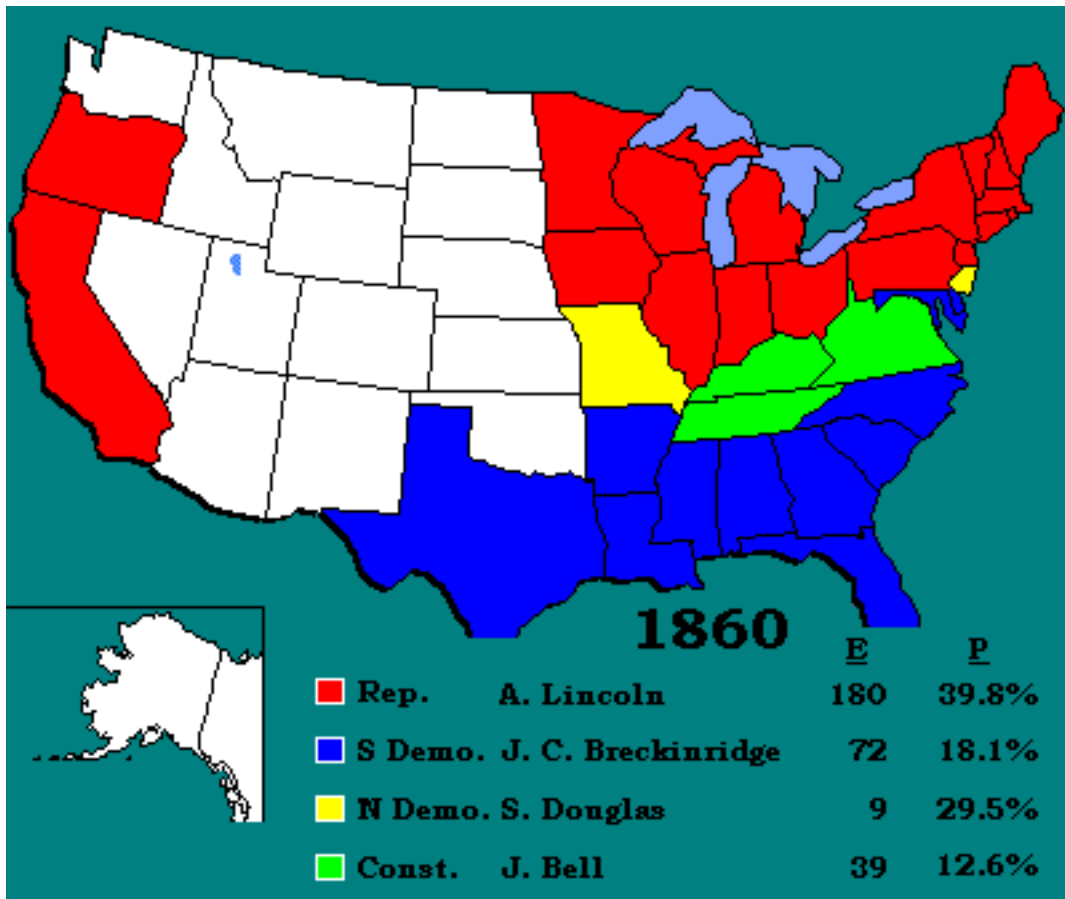 1860
E P
Rep. A. Lincoln 180 39.8%
S Demo. J. C. Breckinridge 72 18.1%
N Demo. S. Douglas 9 29.5%
Const. J. Bell 39 12.6%